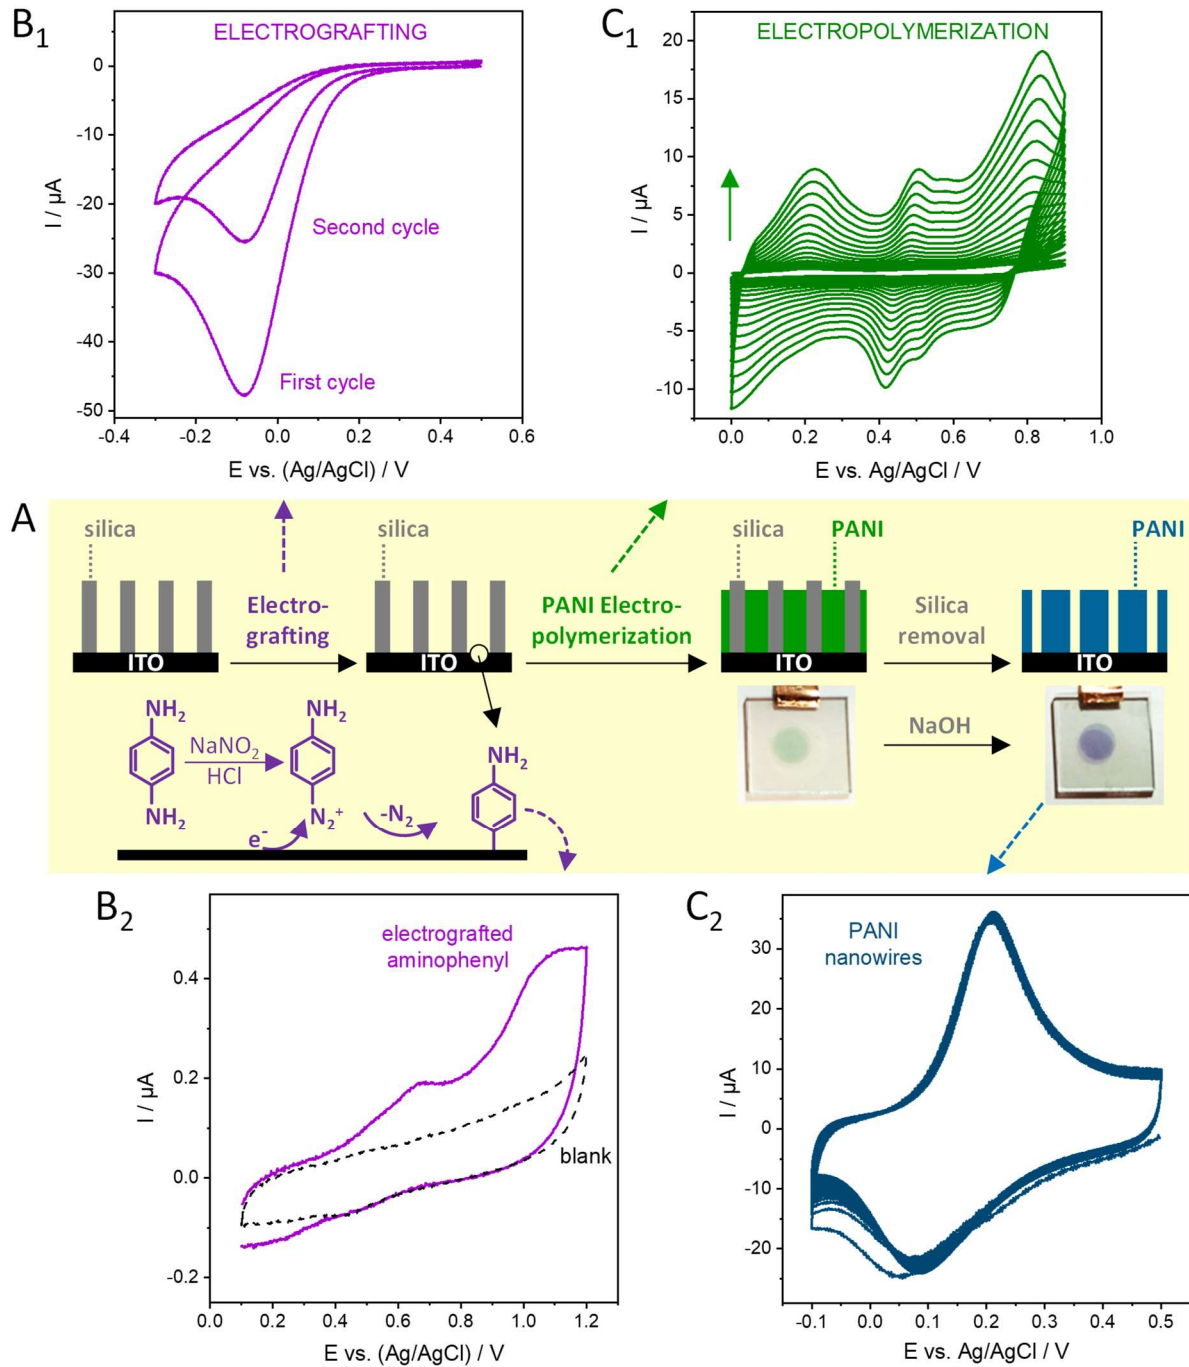 B1
ELECTROGRAFTING
0
-10
-20
-30
-40
-50
I / µA
Second cycle
First cycle
-0.4 -0.2 0.0 0.2 0.4 0.6
E vs. (Ag/AgCl) / V
C1
ELECTROPOLYMERIZATION
20
15
10
5
0
-5
-10
I / µA
0.0 0.2 0.4 0.6 0.8 1.0
E vs. Ag/AgCl / V
A
silica
ITO
Electro-
grafting
silica
ITO
PANI Electro-
polymerization
silica PANI
ITO
Silica
removal
PANI
ITO
NaOH
NH2
NH2
NaNO2
HCl
NH2
N2+
e-
-N2
NH2
B2
electrografted
aminophenyl
blank
0.4
0.2
0.0
-0.2
I / µA
0.0 0.2 0.4 0.6 0.8 1.0 1.2
E vs. (Ag/AgCl) / V
C2
PANI
nanowires
30
20
10
0
-10
-20
I / µA
-0.1 0.0 0.1 0.2 0.3 0.4 0.5
E vs. Ag/AgCl / V